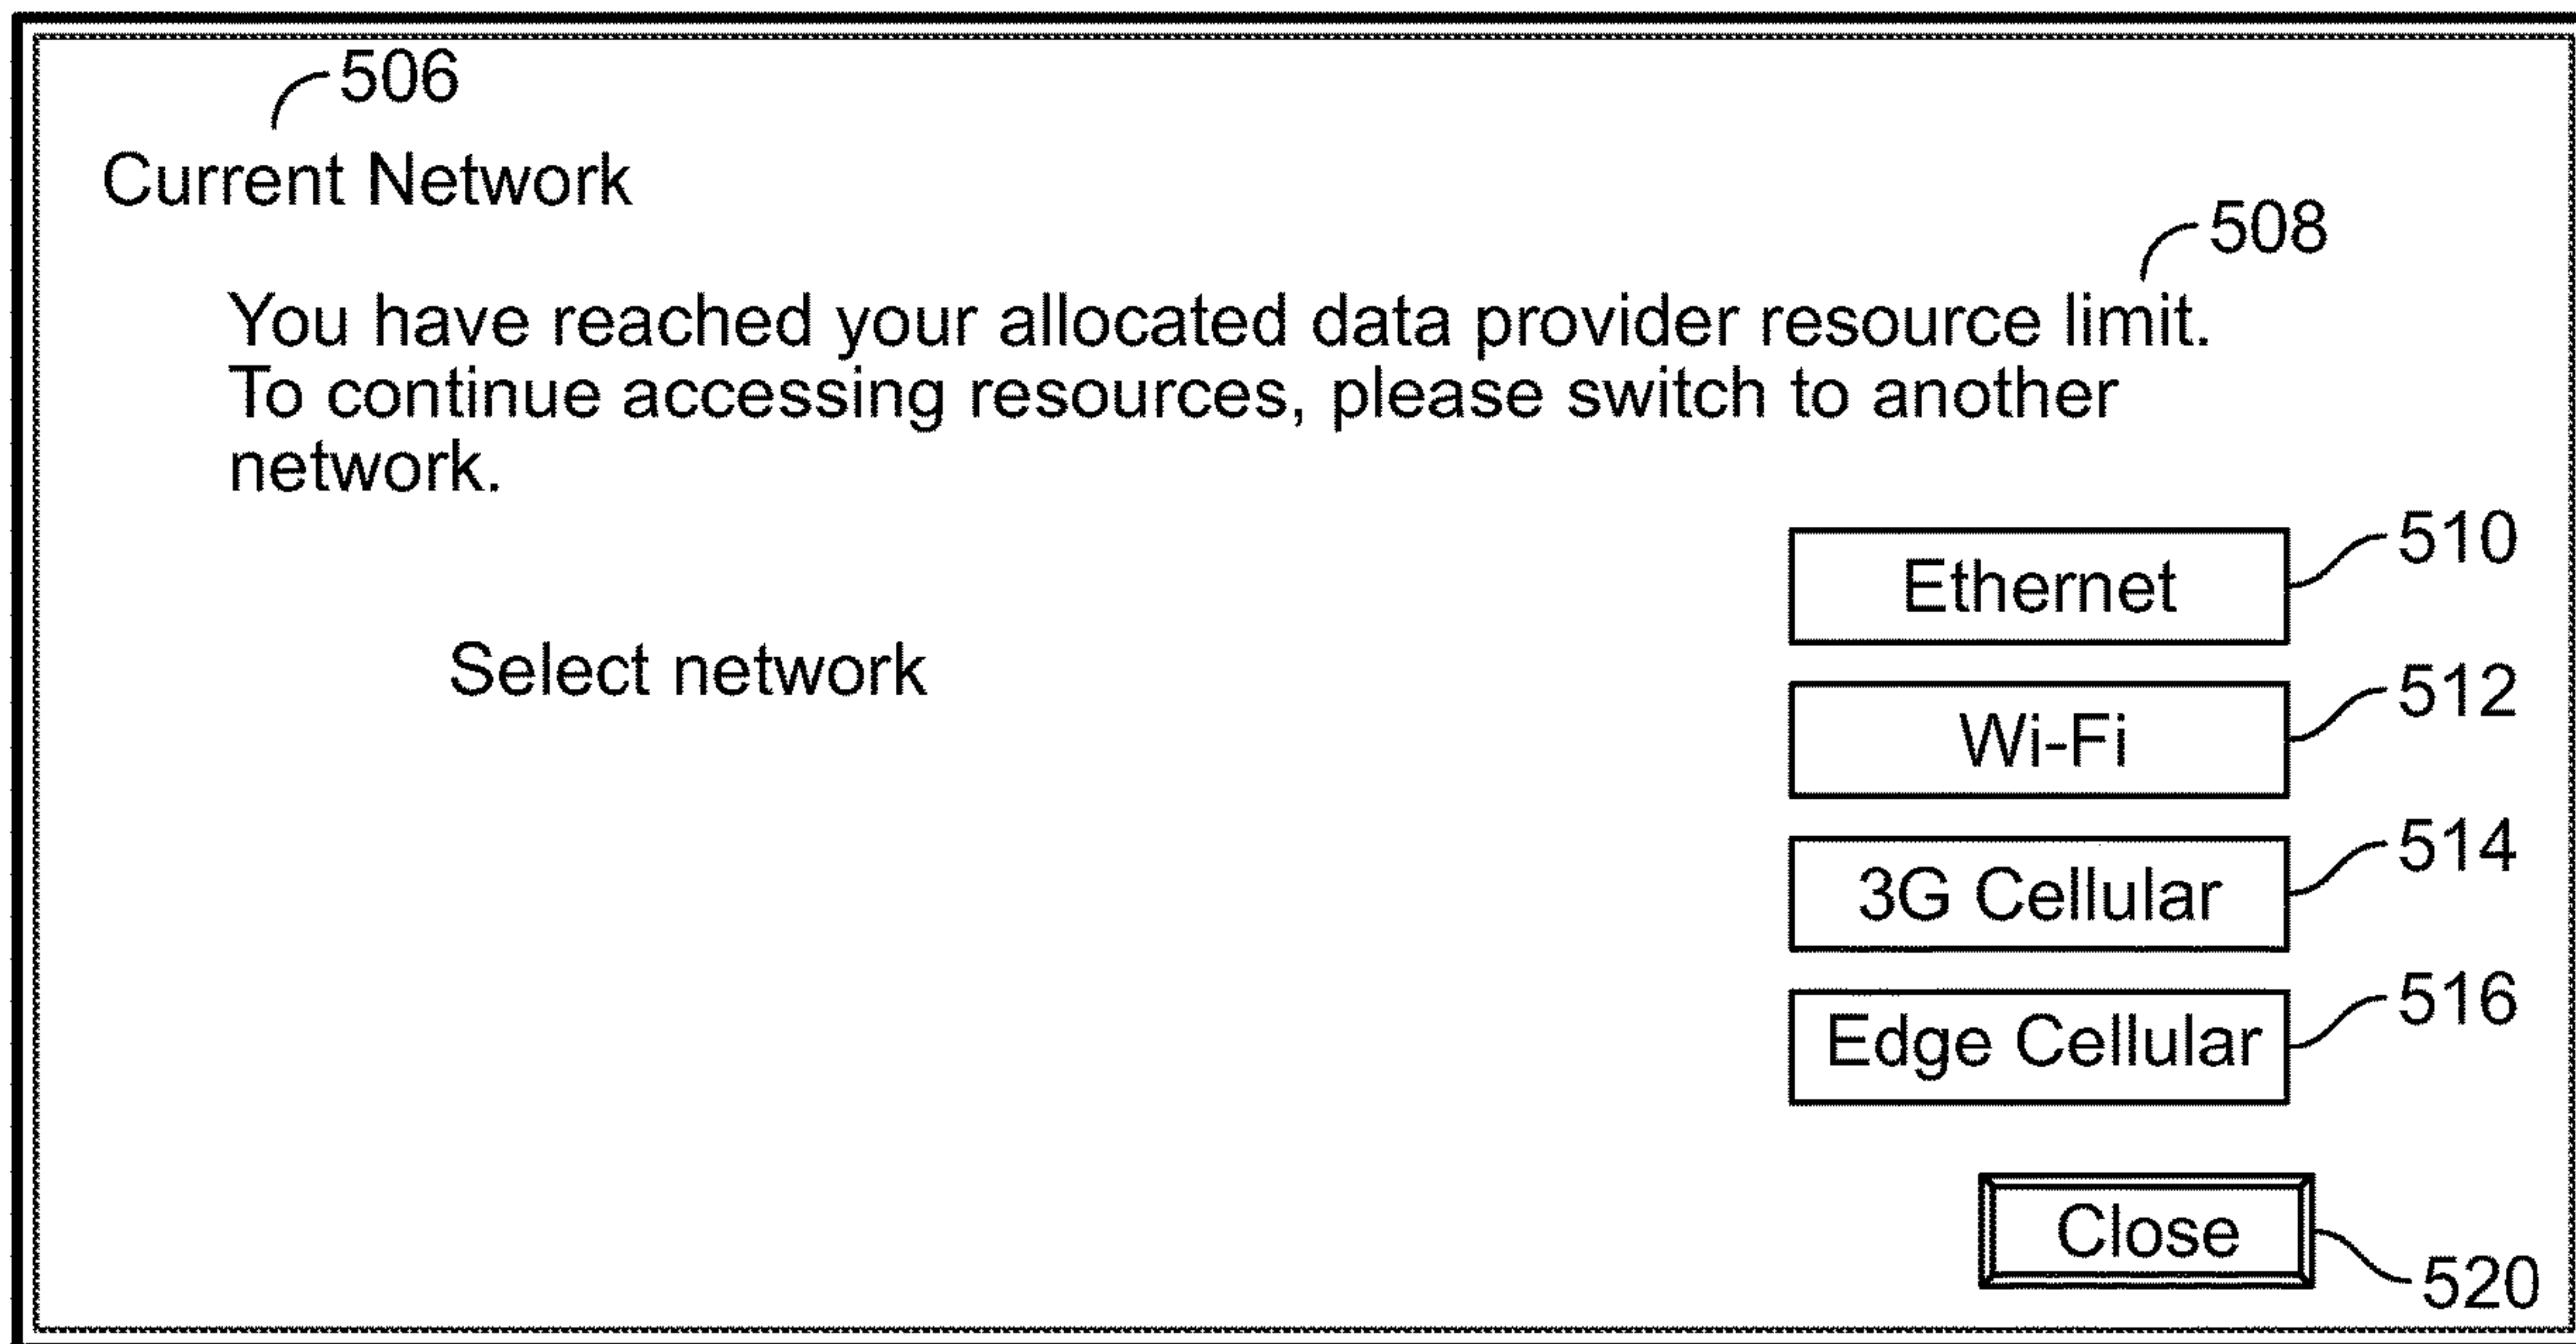 506
Current Network
508
You have reached your allocated data provider resource limit.
To continue accessing resources, please switch to another
network.
Ethernet 510
Select network
Wi-Fi 512
3G Cellular 514
Edge Cellular 516
Close 520